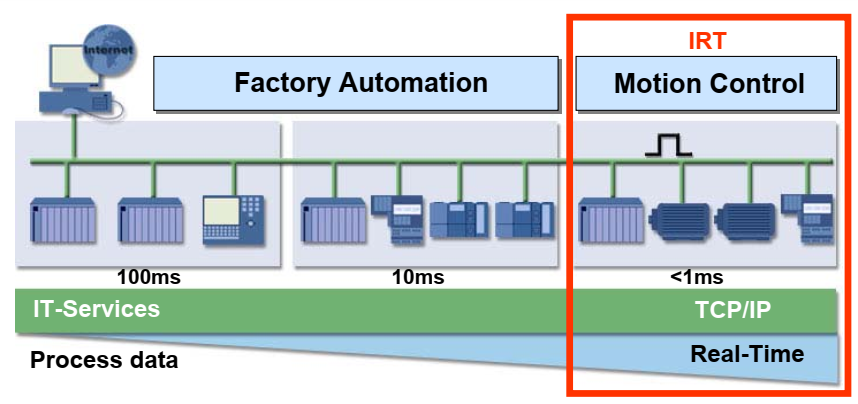 IRT
Internet
Factory Automation
Motion Control
100ms
10ms
<1ms
IT-Services
TCP/IP
Process data
Real-Time